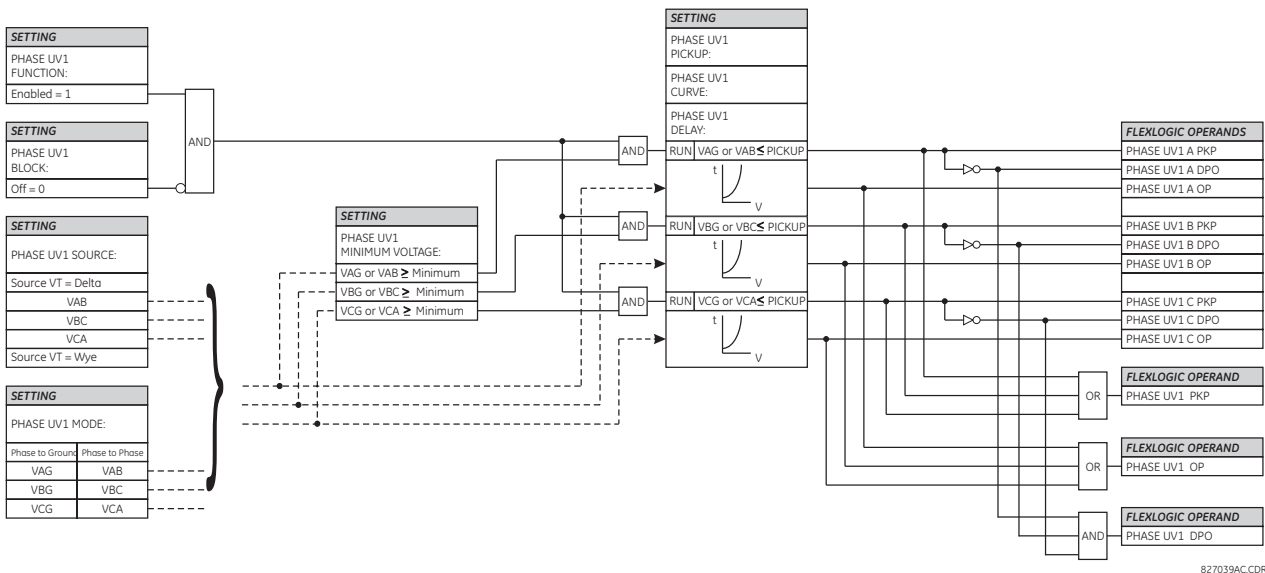 SETTING
PHASE UV1
FUNCTION:
Enabled = 1
SETTING
PHASE UV1
BLOCK:
Off = 0
SETTING
PHASE UV1 SOURCE:
Source VT = Delta
VAB
VBC
VCA
Source VT = Wye
SETTING
PHASE UV1 MODE:
Phase to Ground Phase to Phase
VAG VAB
VBG VBC
VCG VCA
AND
SETTING
PHASE UV1
MINIMUM VOLTAGE:
VAG or VAB ≥ Minimum
VBG or VBC ≥ Minimum
VCG or VCA ≥ Minimum
AND
AND
AND
SETTING
PHASE UV1
PICKUP:
PHASE UV1
CURVE:
PHASE UV1
DELAY:
RUN VAG or VAB ≤ PICKUP
t
V
RUN VBG or VBC ≤ PICKUP
t
V
RUN VCG or VCA ≤ PICKUP
t
V
FLEXLOGIC OPERANDS
PHASE UV1 A PKP
PHASE UV1 A DPO
PHASE UV1 A OP
PHASE UV1 B PKP
PHASE UV1 B DPO
PHASE UV1 B OP
PHASE UV1 C PKP
PHASE UV1 C DPO
PHASE UV1 C OP
FLEXLOGIC OPERAND
OR PHASE UV1 PKP
FLEXLOGIC OPERAND
OR PHASE UV1 OP
FLEXLOGIC OPERAND
AND PHASE UV1 DPO
827039AC.CDR